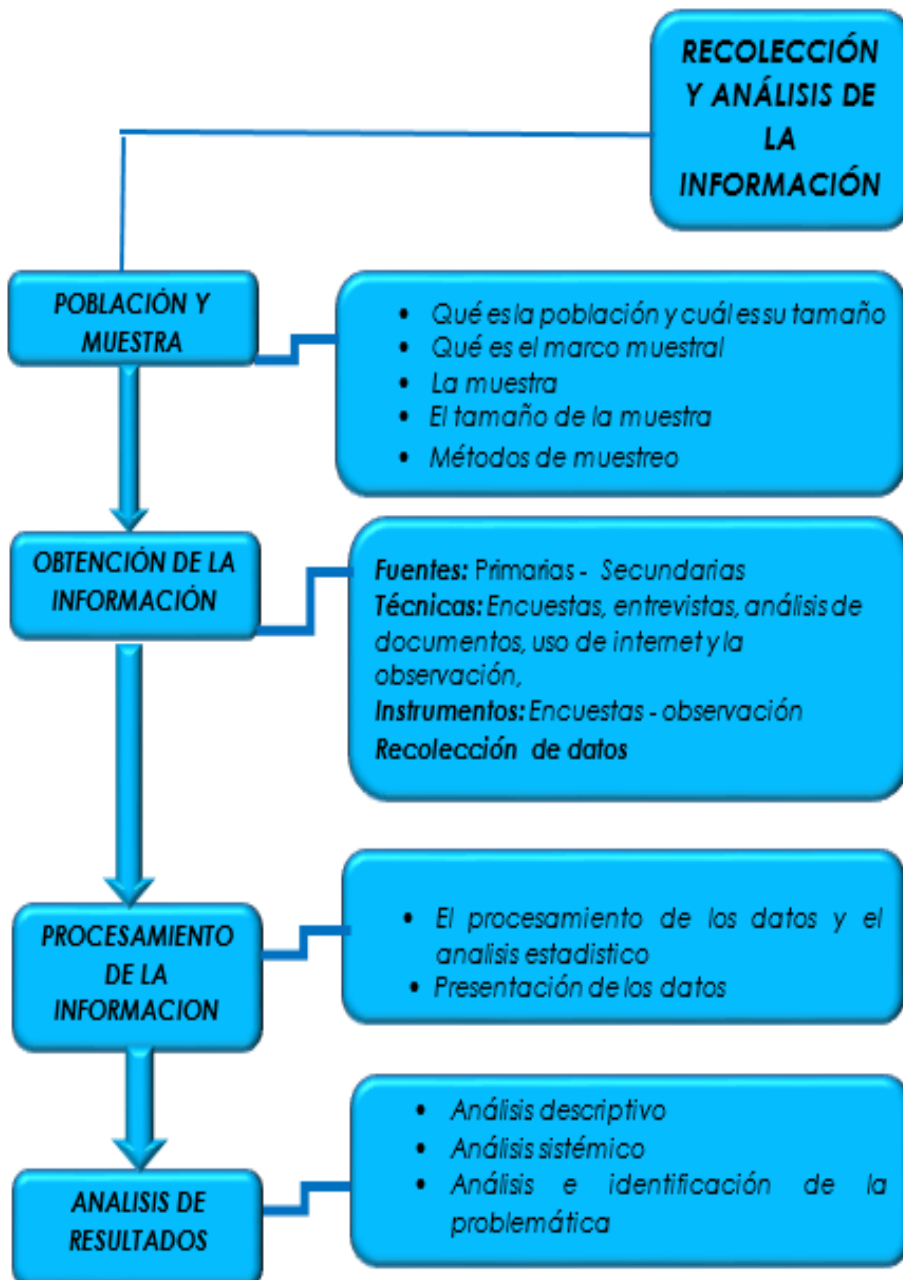 RECOLECCIÓN
Y ANÁLISIS DE
LA
INFORMACIÓN
POBLACIÓN Y
MUESTRA
• Qué es la población y cuál es su tamaño
• Qué es el marco muestral
• La muestra
• El tamaño de la muestra
• Métodos de muestreo
OBTENCIÓN DE LA
INFORMACIÓN
Fuentes: Primarias - Secundarias
Técnicas: Encuestas, entrevistas, análisis de
documentos, uso de internet y la
observación,
Instrumentos: Encuestas - observación
Recolección de datos
PROCESAMIENTO
DE LA
INFORMACION
• El procesamiento de los datos y el
analisis estadistico
• Presentación de los datos
ANALISIS DE
RESULTADOS
• Análisis descriptivo
• Análisis sistémico
• Análisis e identificación de la
problemática